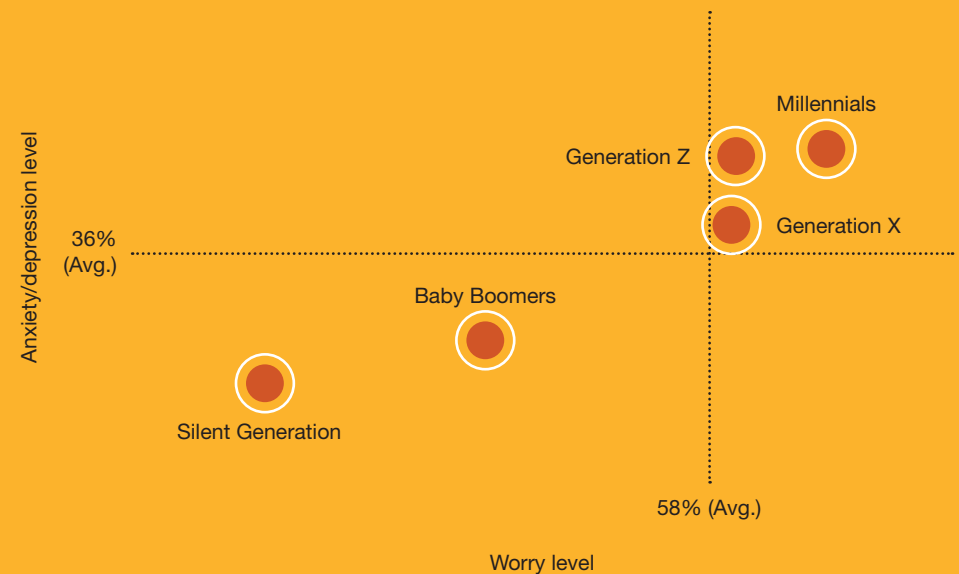 Millennials
Generation Z
Generation X
Anxiety/depression level
36%
(Avg.)
Baby Boomers
Silent Generation
58% (Avg.)
Worry level